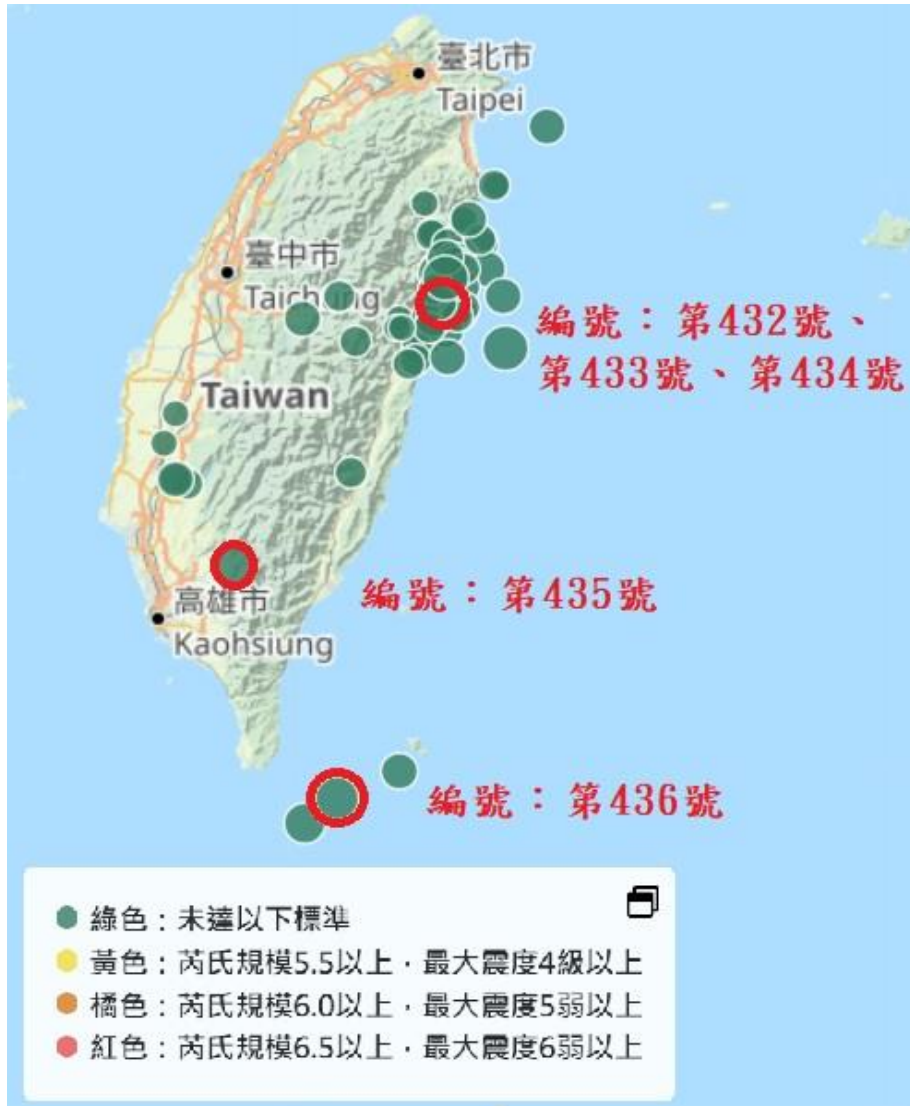 臺北市
Taipei
臺中市
Taichung
編號：第432號、
第433號、第434號
Taiwan
編號：第435號
高雄市
Kaohsiung
編號：第436號
綠色：未達以下標準
黃色：芮氏規模5.5以上，最大震度4級以上
橘色：芮氏規模6.0以上，最大震度5弱以上
紅色：芮氏規模6.5以上，最大震度6弱以上